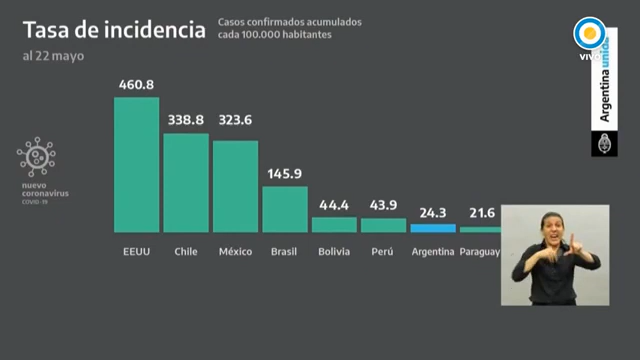 Tasa de incidencia
Casos confirmados acumulados
cada 100.000 habitantes
al 22 mayo
VIVO
Argentina unida
460.8
338.8
323.6
145.9
44.4
43.9
24.3
21.6
nuevo
coronavirus
COVID-19
EEUU
Chile
México
Brasil
Bolivia
Perú
Argentina
Paraguay